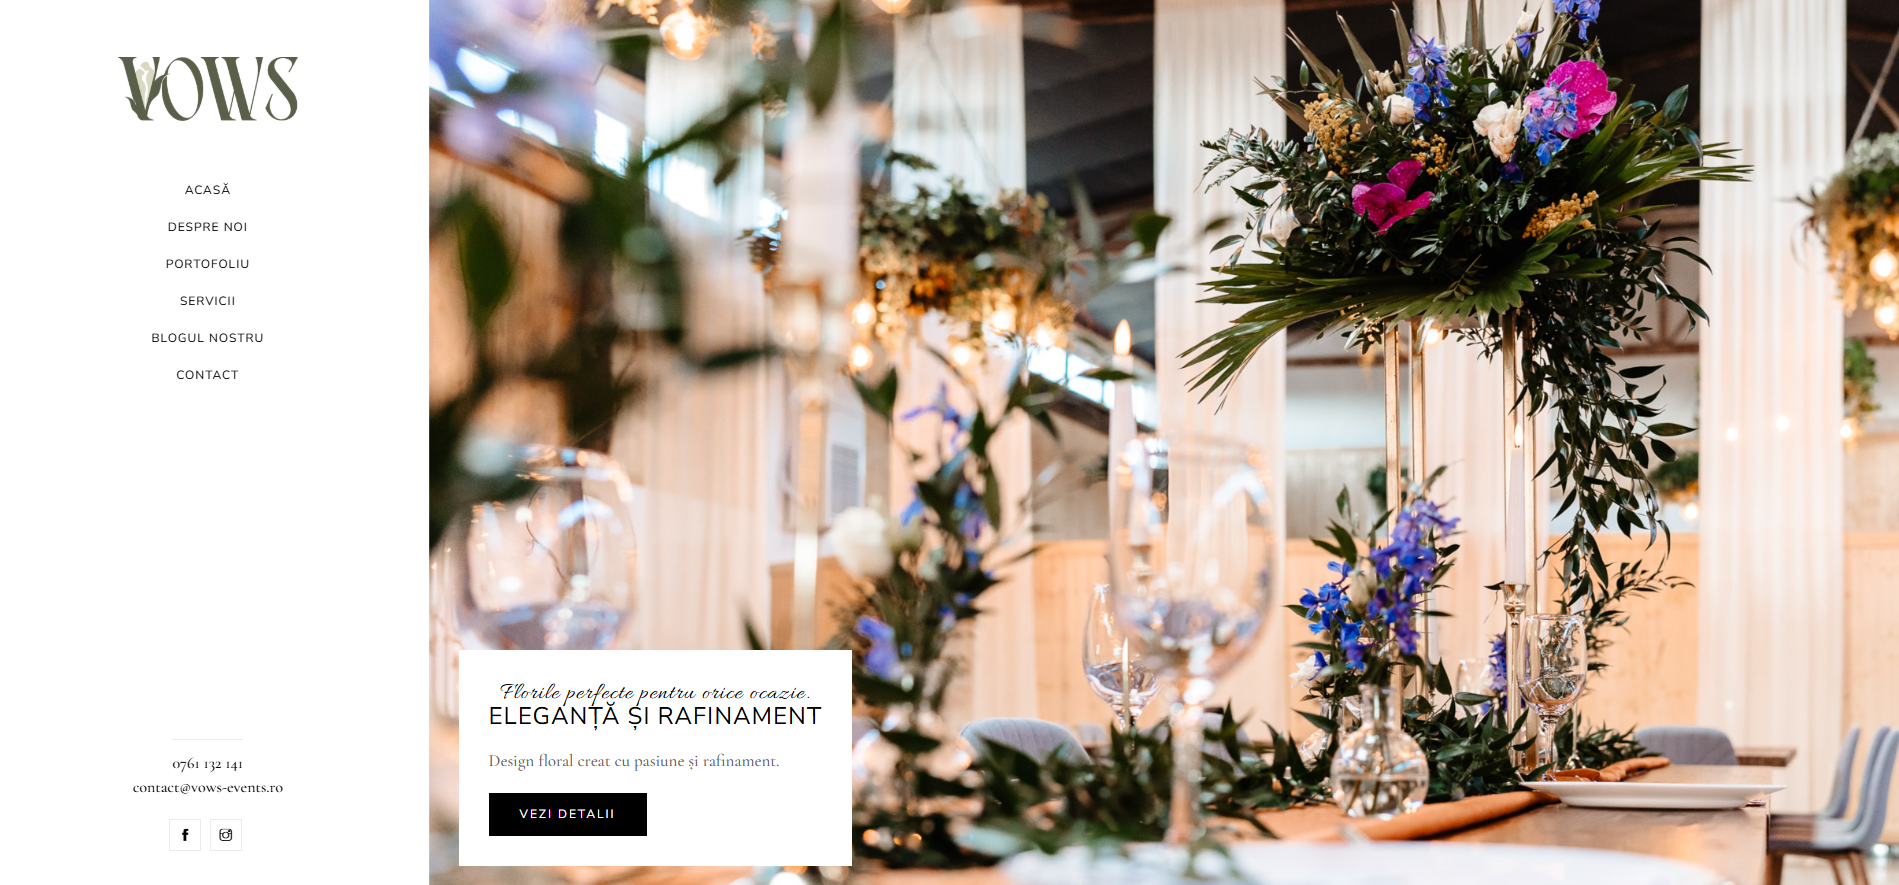 VOWS
ACASĂ
DESPRE NOI
PORTOFOLIU
SERVICII
BLOGUL NOSTRU
CONTACT
0761 132 141
contact@vows-events.ro
Florile perfecte pentru orice ocazie.
ELEGANȚĂ ȘI RAFINAMENT
Design floral creat cu pasiune și rafinament.
VEZI DETALII